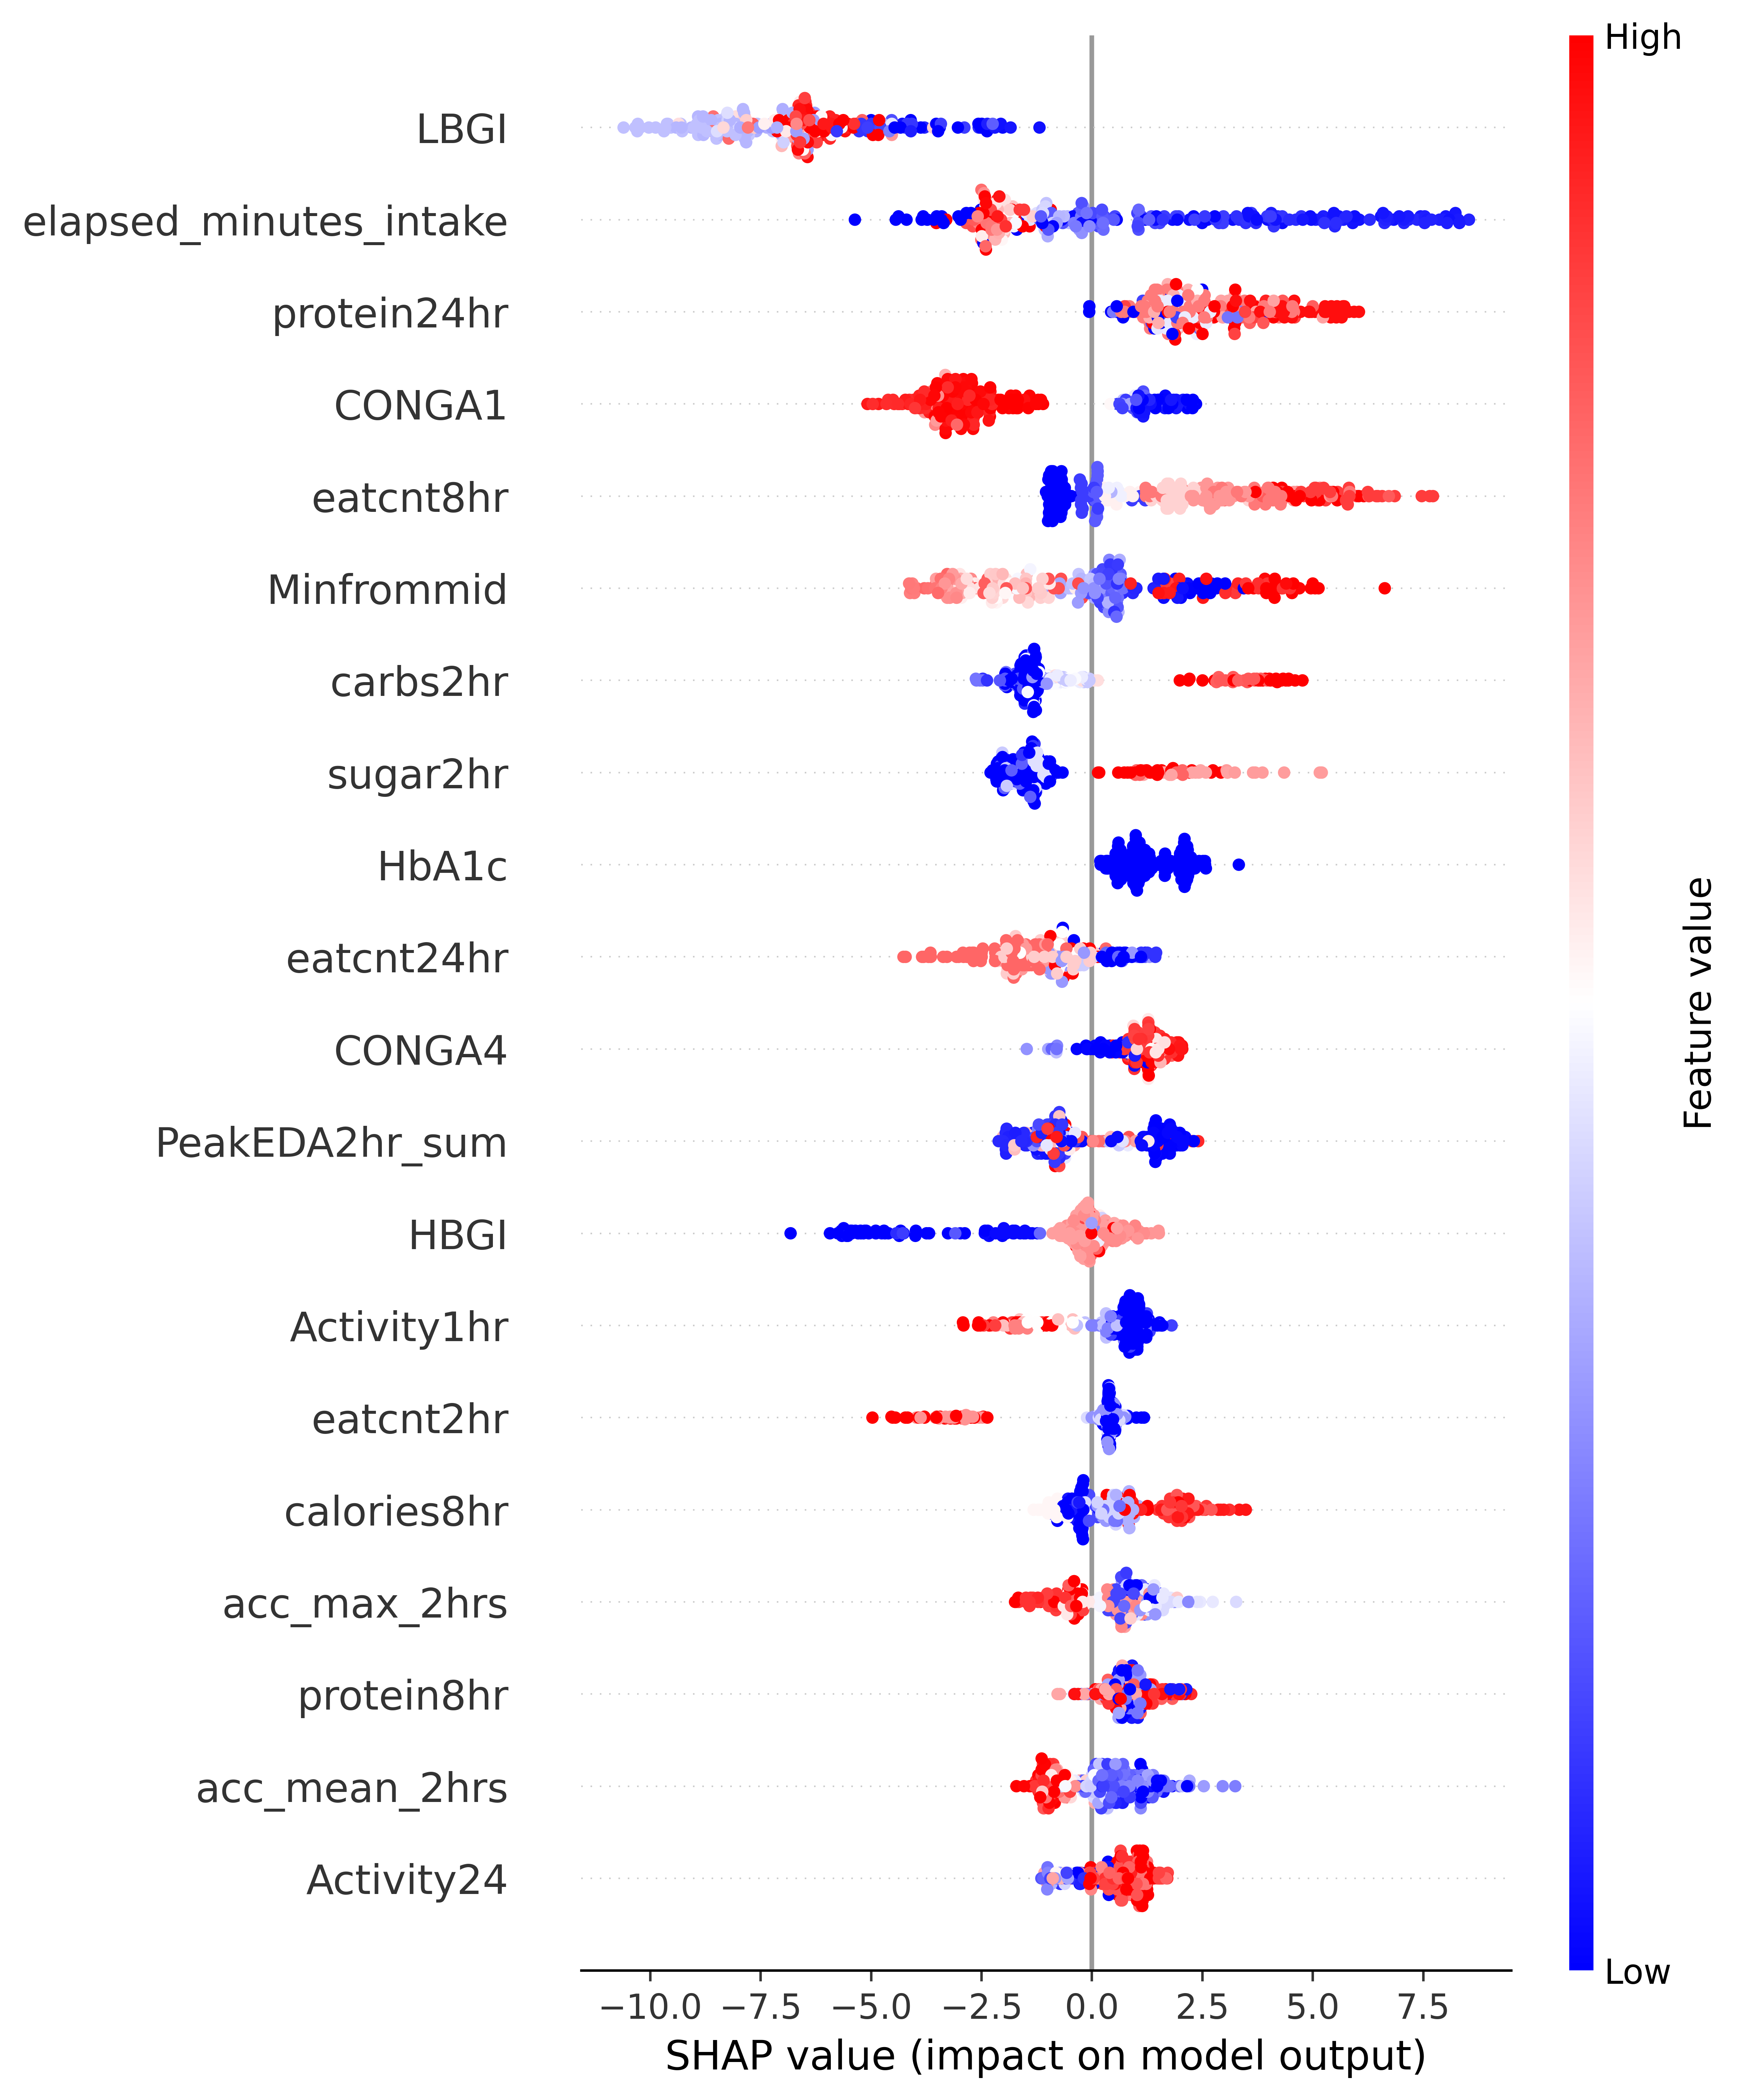 High
LBGI
elapsed_minutes_intake
protein24hr
CONGA1
eatcnt8hr
Minfrommid
carbs2hr
sugar2hr
HbA1c
eatcnt24hr
CONGA4
PeakEDA2hr_sum
HBGI
Activity1hr
eatcnt2hr
calories8hr
acc_max_2hrs
protein8hr
acc_mean_2hrs
Activity24
Feature value
Low
−10.0 −7.5 −5.0 −2.5 0.0 2.5 5.0 7.5
SHAP value (impact on model output)